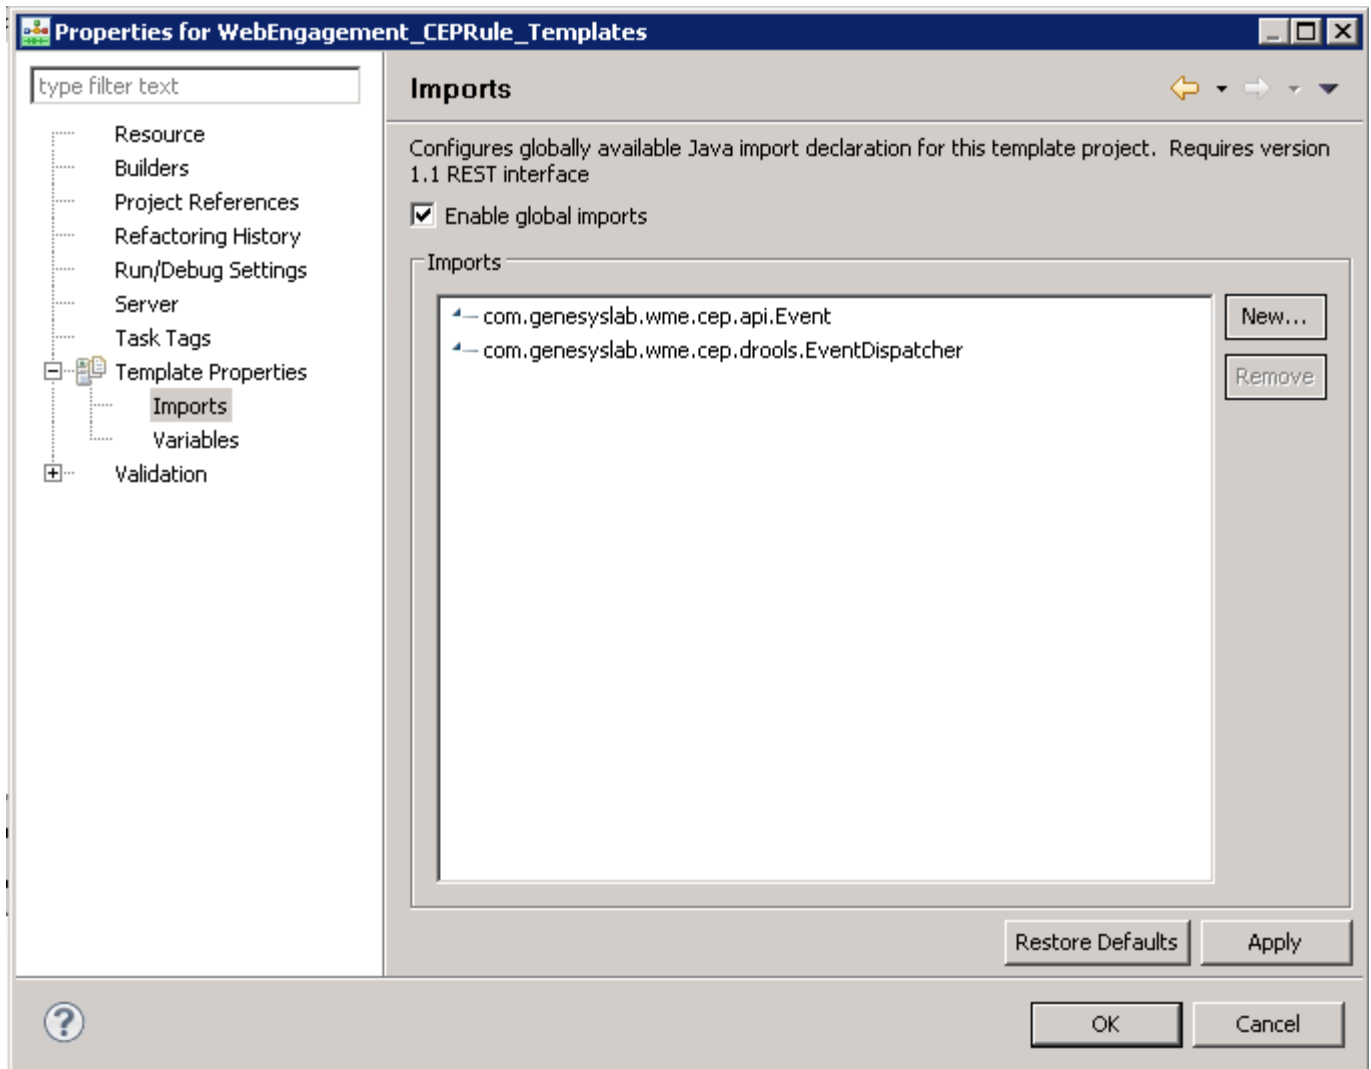 Properties for WebEngagement_CEPRule_Templates
type filter text
Resource
Builders
Project References
Refactoring History
Run/Debug Settings
Server
Task Tags
Template Properties
Imports
Variables
Validation
Imports
Configures globally available Java import declaration for this template project.  Requires version
1.1 REST interface
Enable global imports
Imports
com.genesyslab.wme.cep.api.Event
com.genesyslab.wme.cep.drools.EventDispatcher
New...
Remove
Restore Defaults
Apply
?
OK
Cancel